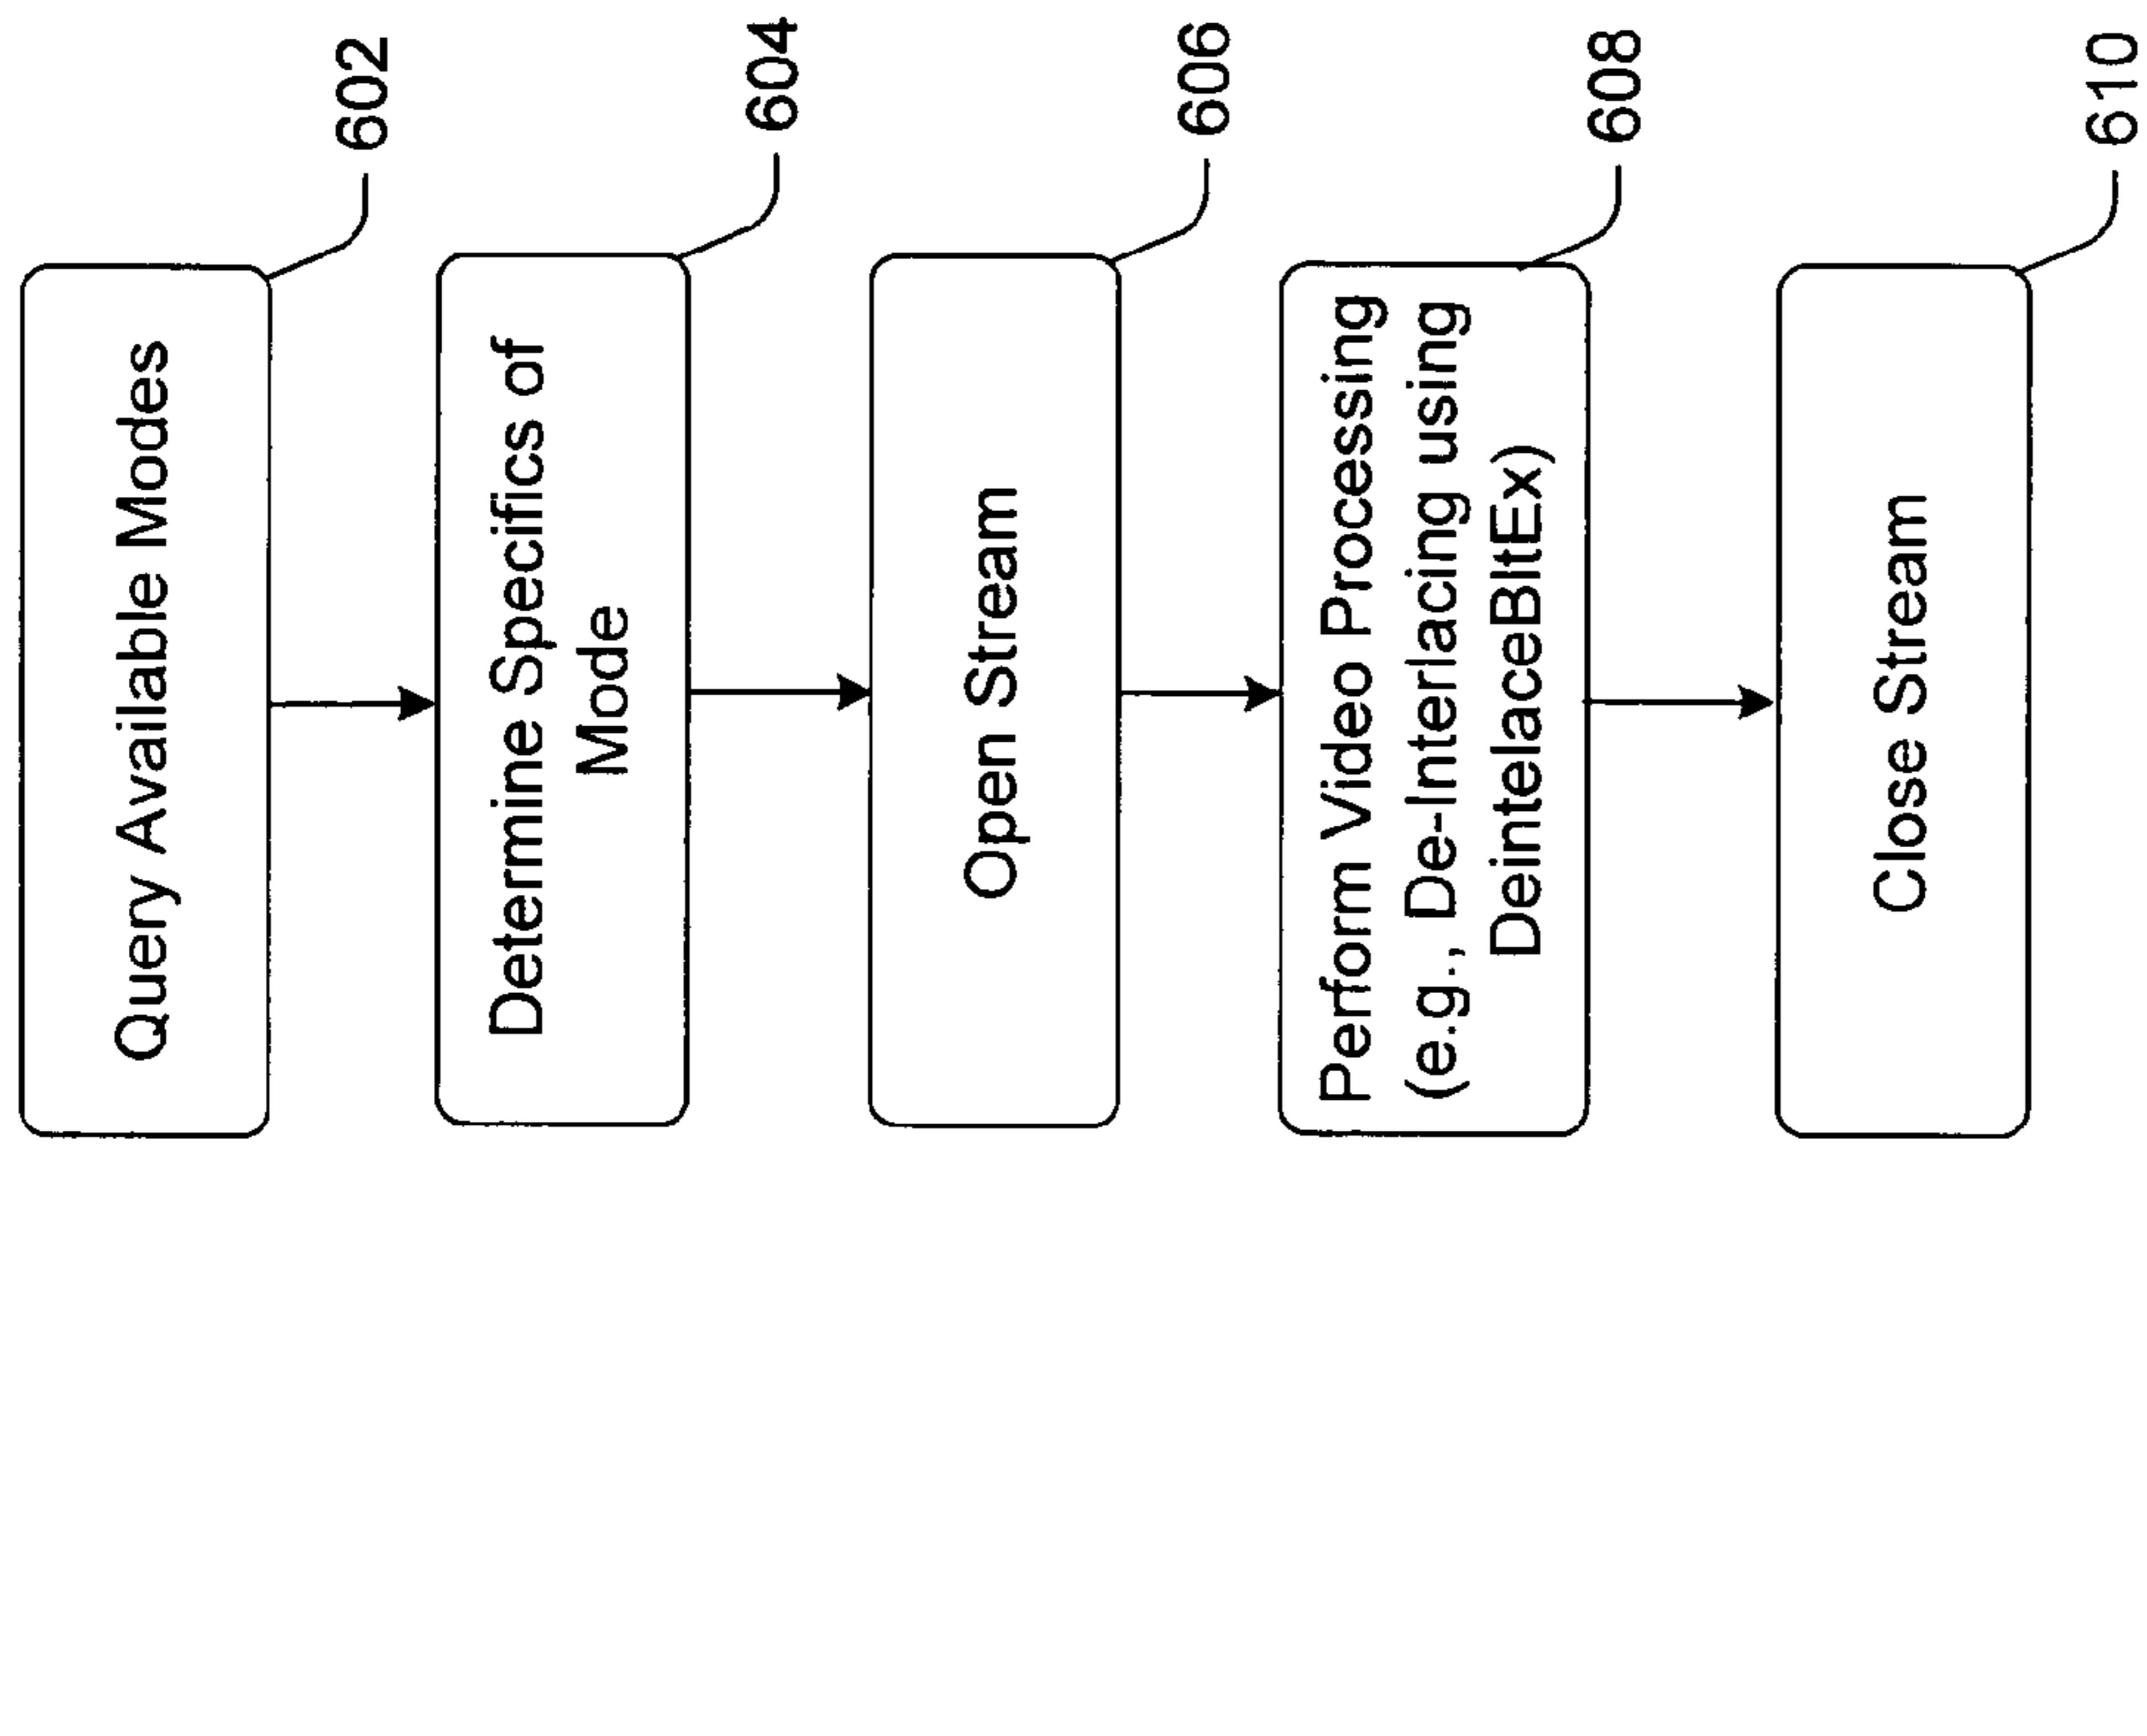 Query Available Modes
602
Determine Specifics of
Mode
604
Open Stream
606
Perform Video Processing
(e.g., De-Interlacing using
DeintelaceBltEx)
608
Close Stream
610